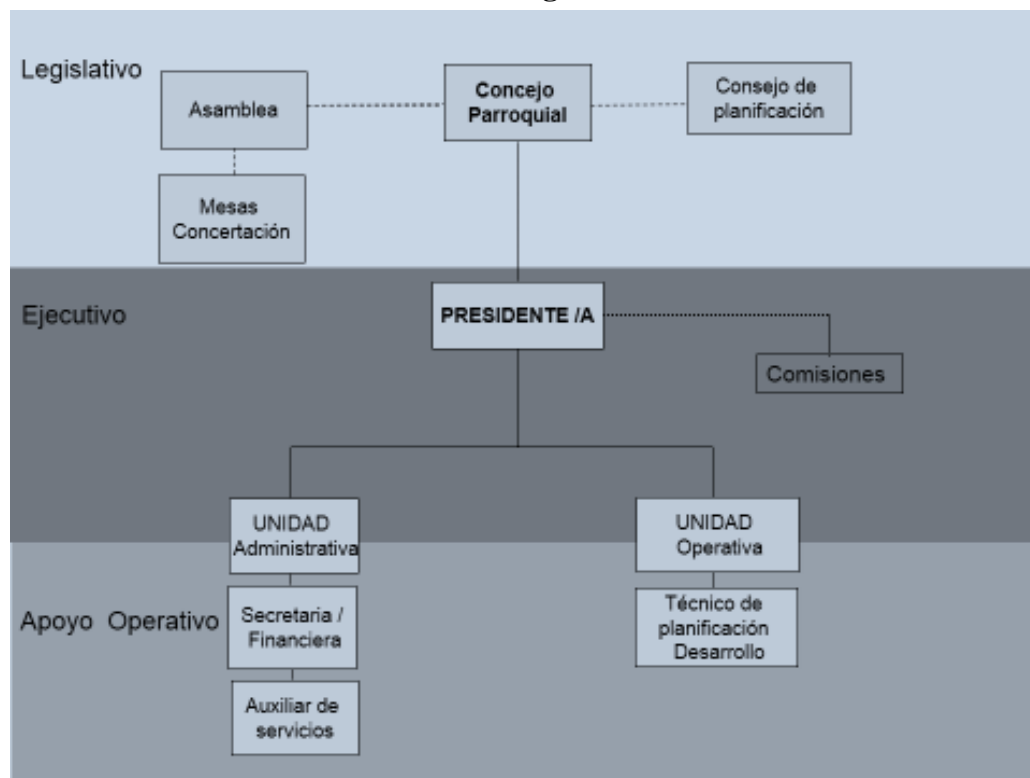 Legislativo
Asamblea
Concejo
Parroquial
Consejo de
planificación
Mesas
Concertación
Ejecutivo
PRESIDENTE /A
Comisiones
UNIDAD
Administrativa
UNIDAD
Operativa
Apoyo Operativo
Secretaria /
Financiera
Técnico de
planificación
Desarrollo
Auxiliar de
servicios